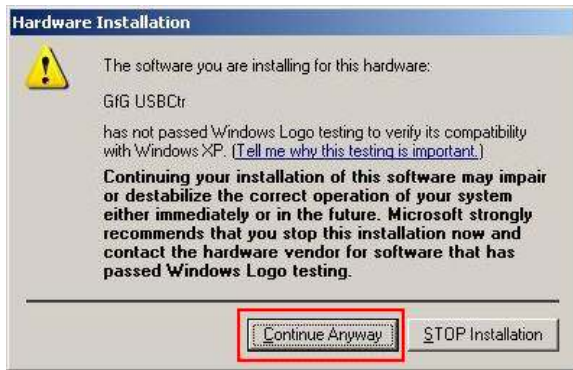 Hardware Installation
The software you are installing for this hardware:
GfG USBCtr
has not passed Windows Logo testing to verify its compatibility
with Windows XP. (Tell me why this testing is important.)
Continuing your installation of this software may impair
or destabilize the correct operation of your system
either immediately or in the future. Microsoft strongly
recommends that you stop this installation now and
contact the hardware vendor for software that has
passed Windows Logo testing.
Continue Anyway
STOP Installation